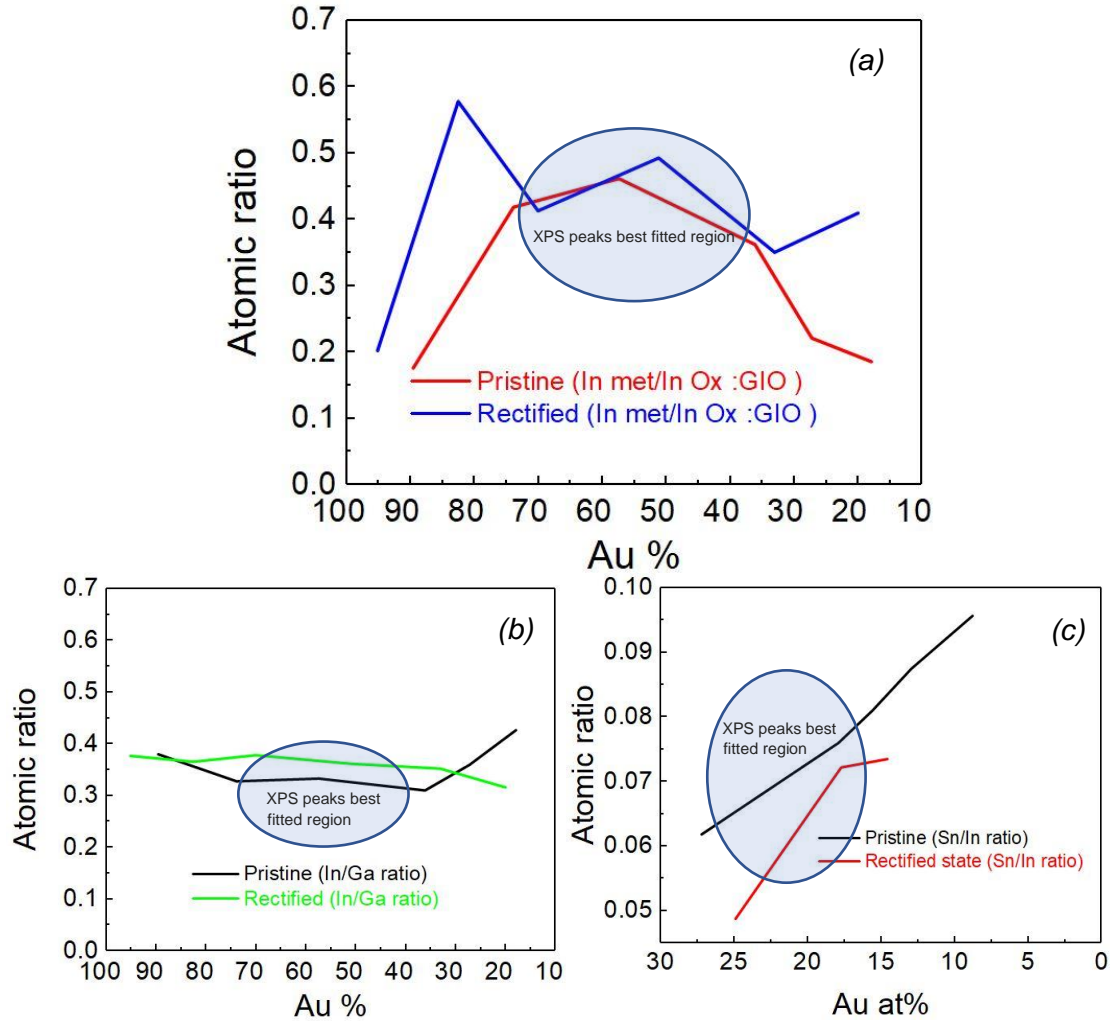 0.7
(a)
0.6
0.5
0.4
XPS peaks best fitted region
0.3
0.2
Pristine (In met/In Ox :GIO )
Rectified (In met/In Ox :GIO )
0.1
0.0
100 90 80 70 60 50 40 30 20 10
Atomic ratio
Au %
0.7
(b)
0.6
0.5
0.4
0.3
XPS peaks best
fitted region
0.2
Pristine (In/Ga ratio)
Rectified (In/Ga ratio)
0.1
0.0
100 90 80 70 60 50 40 30 20 10
Atomic ratio
Au %
0.10
(c)
0.09
0.08
XPS peaks best
fitted region
0.07
Pristine (Sn/In ratio)
Rectified state (Sn/In ratio)
0.06
0.05
30 25 20 15 10 5 0
Atomic ratio
Au at%